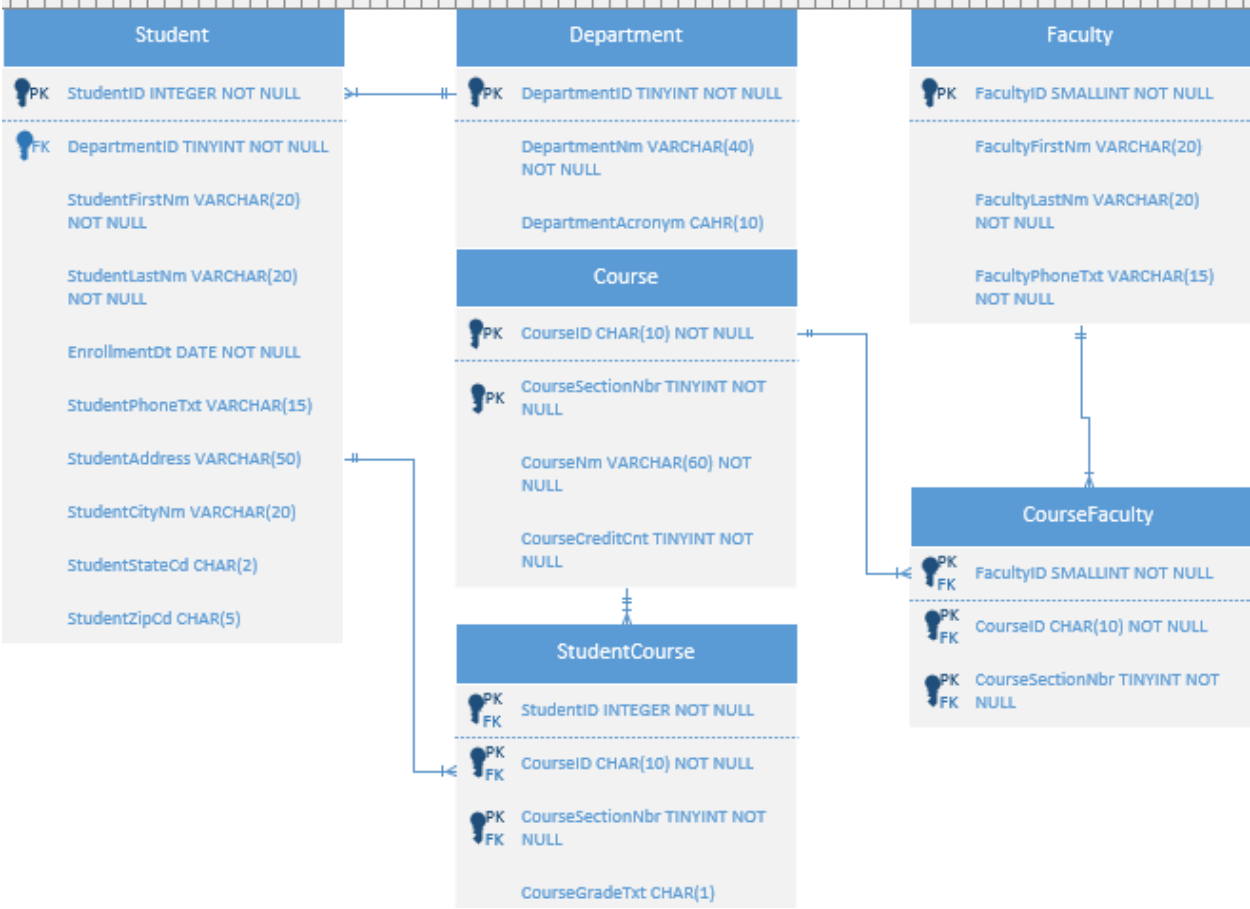 Student
PK StudentID INTEGER NOT NULL
FK DepartmentID TINYINT NOT NULL
StudentFirstNm VARCHAR(20)
NOT NULL
StudentLastNm VARCHAR(20)
NOT NULL
EnrollmentDt DATE NOT NULL
StudentPhoneTxt VARCHAR(15)
StudentAddress VARCHAR(50)
StudentCityNm VARCHAR(20)
StudentStateCd CHAR(2)
StudentZipCd CHAR(5)
Department
PK DepartmentID TINYINT NOT NULL
DepartmentNm VARCHAR(40)
NOT NULL
DepartmentAcronym CAHR(10)
Course
PK CourseID CHAR(10) NOT NULL
PK CourseSectionNbr TINYINT NOT
NULL
CourseNm VARCHAR(60) NOT
NULL
CourseCreditCnt TINYINT NOT
NULL
StudentCourse
PK
FK StudentID INTEGER NOT NULL
PK
FK CourseID CHAR(10) NOT NULL
PK CourseSectionNbr TINYINT NOT
FK NULL
CourseGradeTxt CHAR(1)
Faculty
PK FacultyID SMALLINT NOT NULL
FacultyFirstNm VARCHAR(20)
FacultyLastNm VARCHAR(20)
NOT NULL
FacultyPhoneTxt VARCHAR(15)
NOT NULL
CourseFaculty
PK
FK FacultyID SMALLINT NOT NULL
PK
FK CourseID CHAR(10) NOT NULL
PK CourseSectionNbr TINYINT NOT
FK NULL